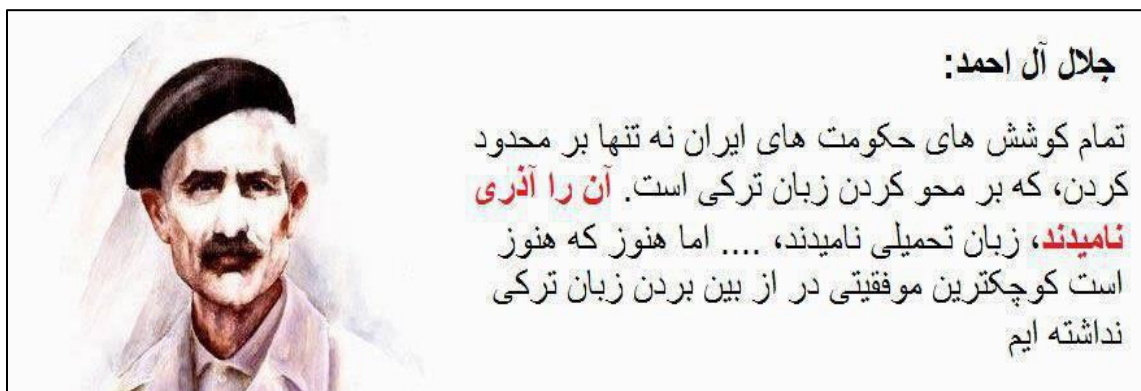 جلال آل احمد:
تمام کوشش های حکومت های ایران نه تنها بر محدود
کردن، که بر محو کردن زبان ترکی است. آن را آذری
نامیدند، زبان تحمیلی نامیدند، .... اما هنوز که هنوز
است کوچکترین موفقیتی در از بین بردن زبان ترکی
نداشته ایم